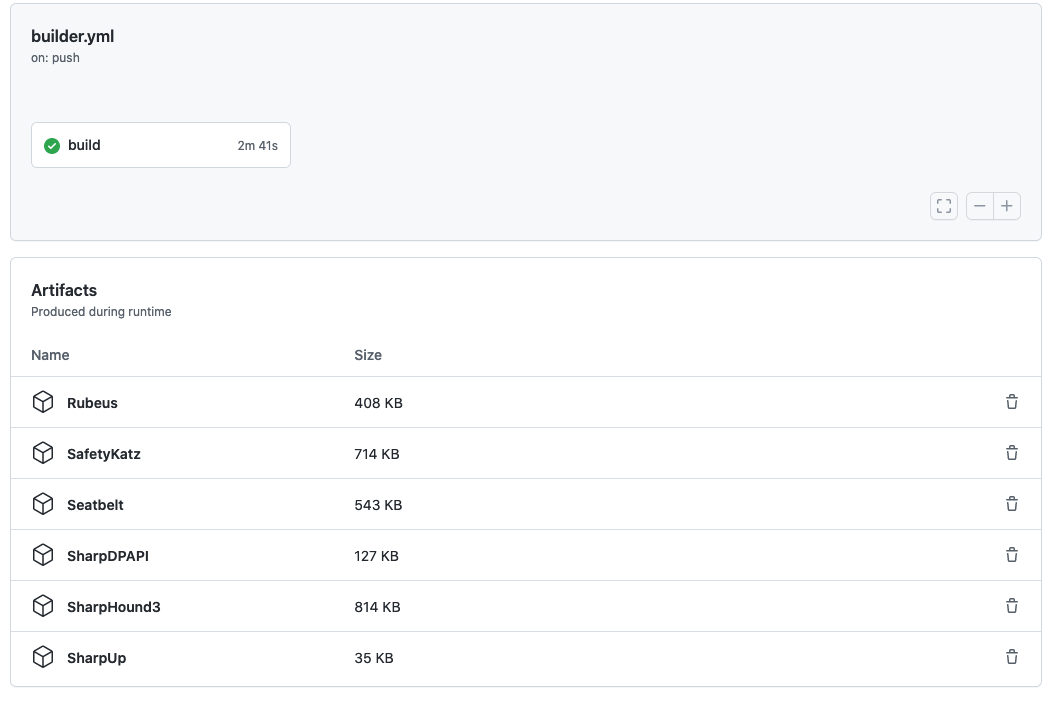 builder.yml
on: push
build 2m 41s
Artifacts
Produced during runtime
Name Size
Rubeus 408 KB
SafetyKatz 714 KB
Seatbelt 543 KB
SharpDPAPI 127 KB
SharpHound3 814 KB
SharpUp 35 KB